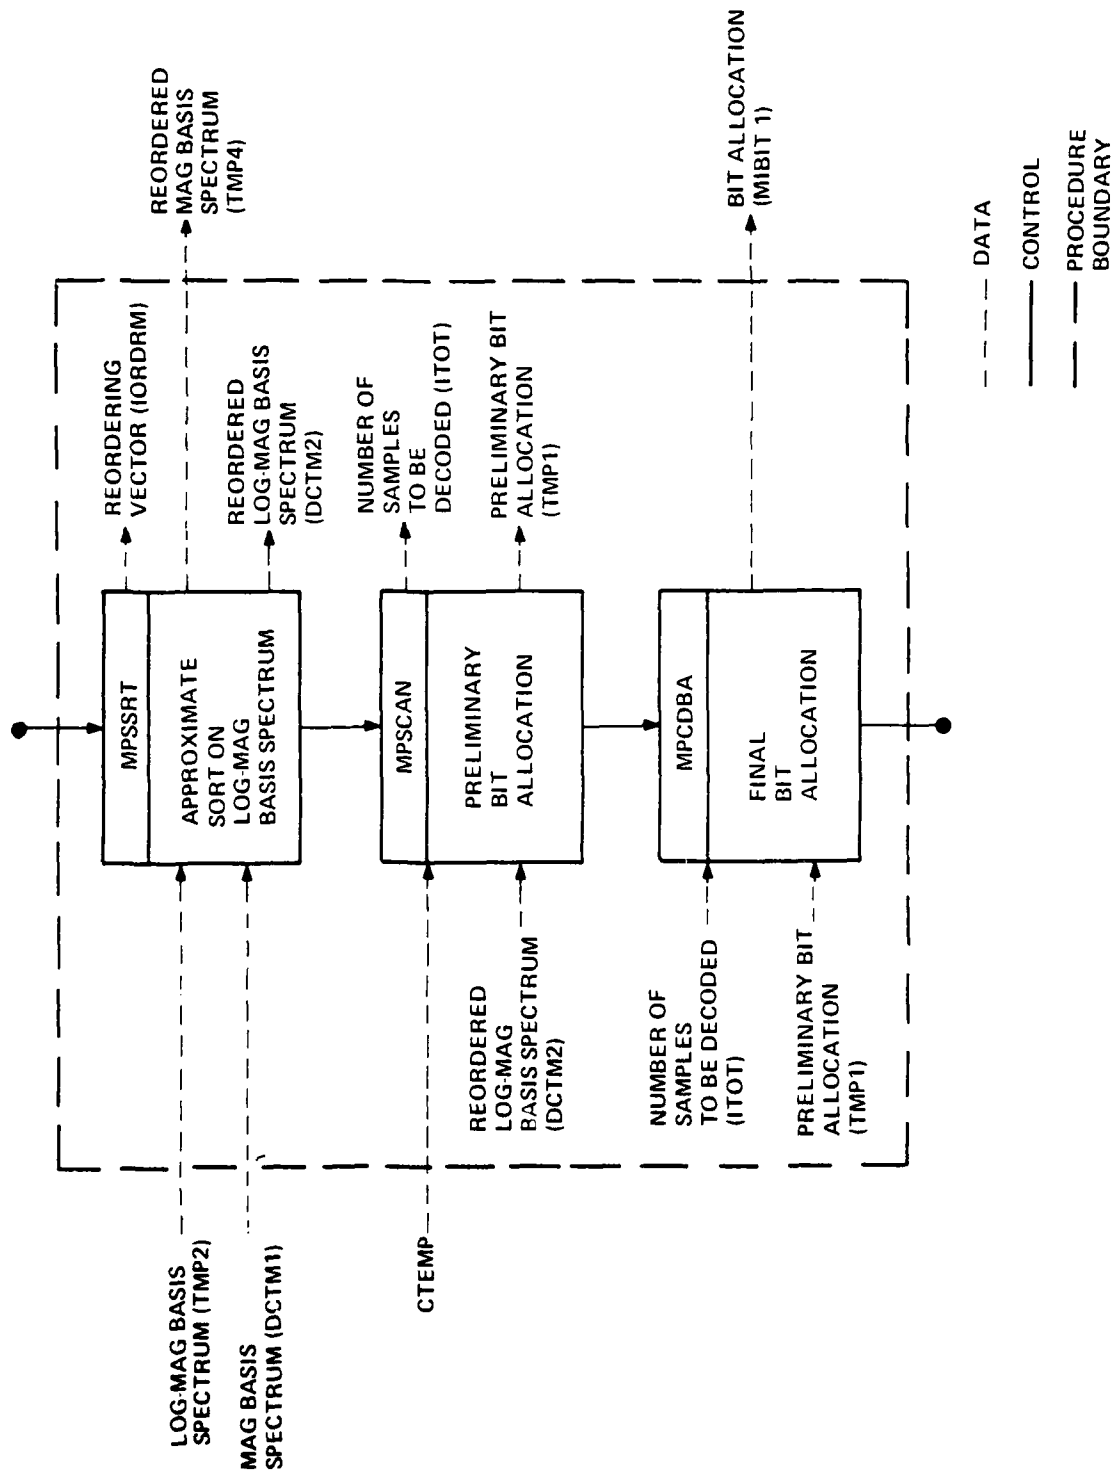 LOG-MAG BASIS
SPECTRUM (TMP2)
MAG BASIS
SPECTRUM (DCTM1)
MPSSRT
APPROXIMATE
SORT ON
LOG-MAG
BASIS SPECTRUM
REORDERING
VECTOR (IORDRM)
REORDERED
MAG BASIS
SPECTRUM
(TMP4)
REORDERED
LOG-MAG BASIS
SPECTRUM
(DCTM2)
CTEMP
REORDERED
LOG-MAG
BASIS SPECTRUM
(DCTM2)
MPSCAN
PRELIMINARY
BIT
ALLOCATION
NUMBER OF
SAMPLES
TO BE
DECODED (ITOT)
PRELIMINARY BIT
ALLOCATION
(TMP1)
NUMBER OF
SAMPLES
TO BE DECODED
(ITOT)
PRELIMINARY BIT
ALLOCATION
(TMP1)
MPCDBA
FINAL
BIT
ALLOCATION
BIT ALLOCATION
(MIBIT 1)
DATA
CONTROL
PROCEDURE
BOUNDARY